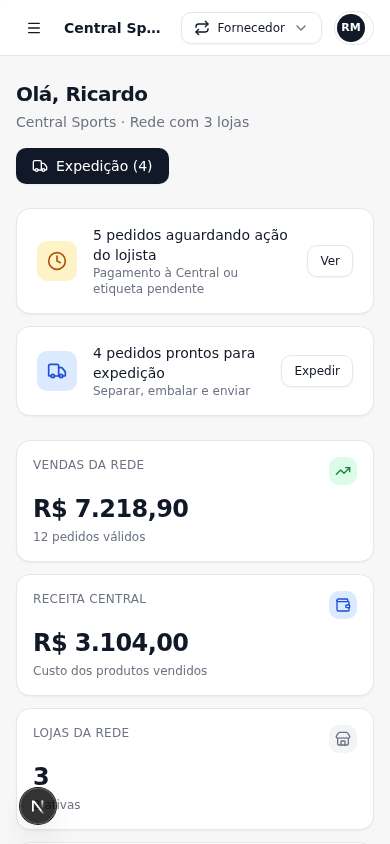 Central Sp...
Fornecedor
RM
Olá, Ricardo
Central Sports · Rede com 3 lojas
Expedição (4)
5 pedidos aguardando ação
do lojista
Pagamento à Central ou
etiqueta pendente
Ver
4 pedidos prontos para
expedição
Separar, embalar e enviar
Expedir
VENDAS DA REDE
R$ 7.218,90
12 pedidos válidos
RECEITA CENTRAL
R$ 3.104,00
Custo dos produtos vendidos
LOJAS DA REDE
3
N